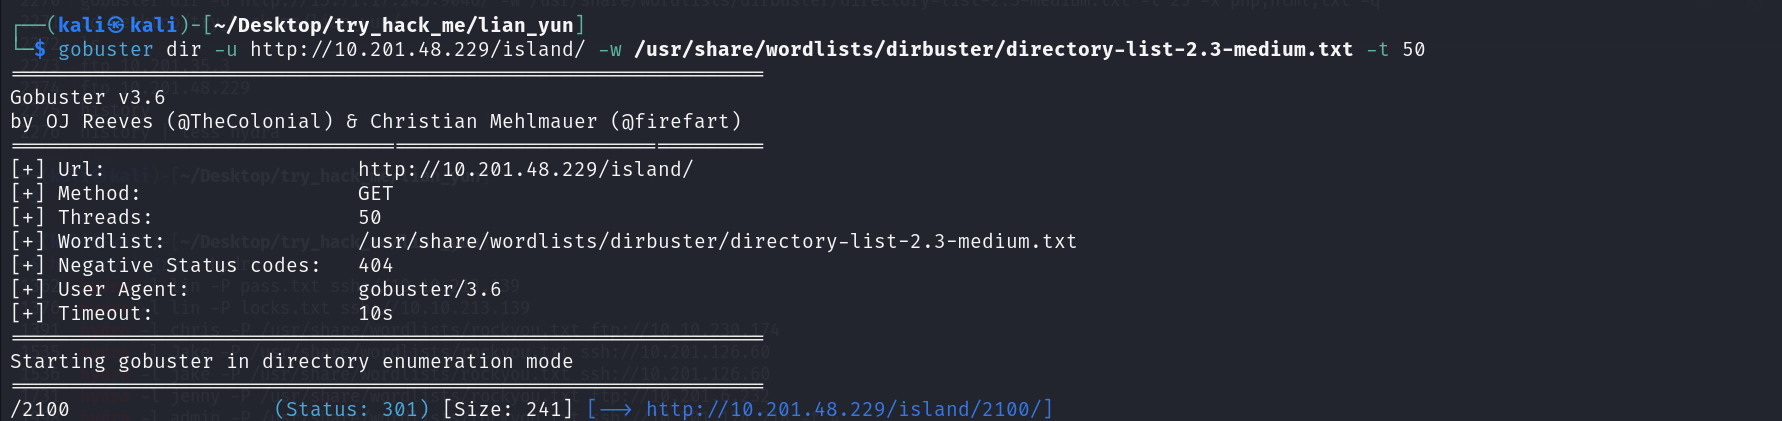 ┌──(kali㉿kali)-[~/Desktop/try_hack_me/lian_yun]
└─$ gobuster dir -u http://10.201.48.229/island/ -w /usr/share/wordlists/dirbuster/directory-list-2.3-medium.txt -t 50
===============================================================
Gobuster v3.6
by OJ Reeves (@TheColonial) & Christian Mehlmauer (@firefart)
===============================================================
[+] Url:                     http://10.201.48.229/island/
[+] Method:                  GET
[+] Threads:                 50
[+] Wordlist:                /usr/share/wordlists/dirbuster/directory-list-2.3-medium.txt
[+] Negative Status codes:   404
[+] User Agent:              gobuster/3.6
[+] Timeout:                 10s
===============================================================
Starting gobuster in directory enumeration mode
===============================================================
/2100                 (Status: 301) [Size: 241] [--> http://10.201.48.229/island/2100/]